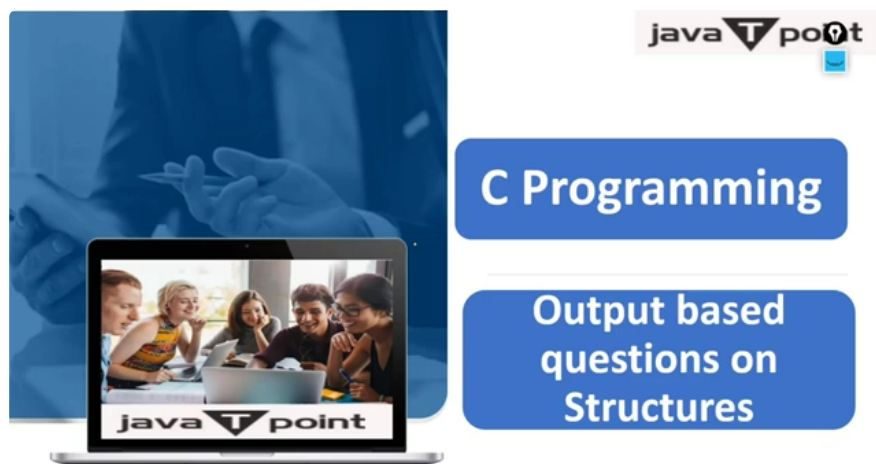 java T point
C Programming
Output based
questions on
Structures
java T point